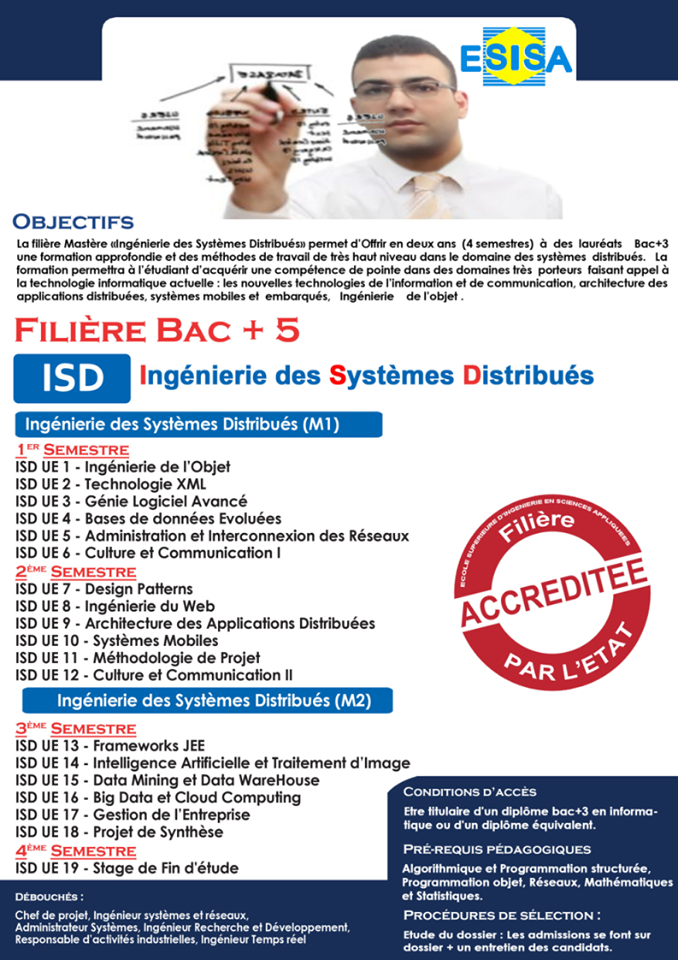 ESISA
OBJECTIFS
La filière Mastère «Ingénierie des Systèmes Distribués» permet d'Offrir en deux ans (4 semestres) à des lauréats Bac+3
une formation approfondie et des méthodes de travail de très haut niveau dans le domaine des systèmes distribués. La
formation permettra à l'étudiant d'acquérir une compétence de pointe dans des domaines très porteurs faisant appel à
la technologie informatique actuelle : les nouvelles technologies de l'information et de communication, architecture des
applications distribuées, systèmes mobiles et embarqués, Ingénierie de l'objet .
FILIÈRE BAC + 5
ISD Ingénierie des Systèmes Distribués
Ingénierie des Systèmes Distribués (M1)
1ER SEMESTRE
ISD UE 1 - Ingénierie de l'Objet
ISD UE 2 - Technologie XML
ISD UE 3 - Génie Logiciel Avancé
ISD UE 4 - Bases de données Evoluées
ISD UE 5 - Administration et Interconnexion des Réseaux
ISD UE 6 - Culture et Communication I
2ÈME SEMESTRE
ISD UE 7 - Design Patterns
ISD UE 8 - Ingénierie du Web
ISD UE 9 - Architecture des Applications Distribuées
ISD UE 10 - Systèmes Mobiles
ISD UE 11 - Méthodologie de Projet
ISD UE 12 - Culture et Communication II
ECOLE SUPERIEURE D'INGENIERIE EN SCIENCES APPLIQUEES
Filière
ACCREDITEE
PAR L'ETAT
Ingénierie des Systèmes Distribués (M2)
3ÈME SEMESTRE
ISD UE 13 - Frameworks JEE
ISD UE 14 - Intelligence Artificielle et Traitement d'Image
ISD UE 15 - Data Mining et Data WareHouse
ISD UE 16 - Big Data et Cloud Computing
ISD UE 17 - Gestion de l'Entreprise
ISD UE 18 - Projet de Synthèse
4ÈME SEMESTRE
ISD UE 19 - Stage de Fin d'étude
DÉBOUCHÉS :
Chef de projet, Ingénieur systèmes et réseaux,
Administrateur Systèmes, Ingénieur Recherche et Développement,
Responsable d'activités industrielles, Ingénieur Temps réel
CONDITIONS D'ACCÈS
Etre titulaire d'un diplôme bac+3 en informa-
tique ou d'un diplôme équivalent.
PRÉ-REQUIS PÉDAGOGIQUES
Algorithmique et Programmation structurée,
Programmation objet, Réseaux, Mathématiques
et Statistiques.
PROCÉDURES DE SÉLECTION :
Etude du dossier : Les admissions se font sur
dossier + un entretien des candidats.